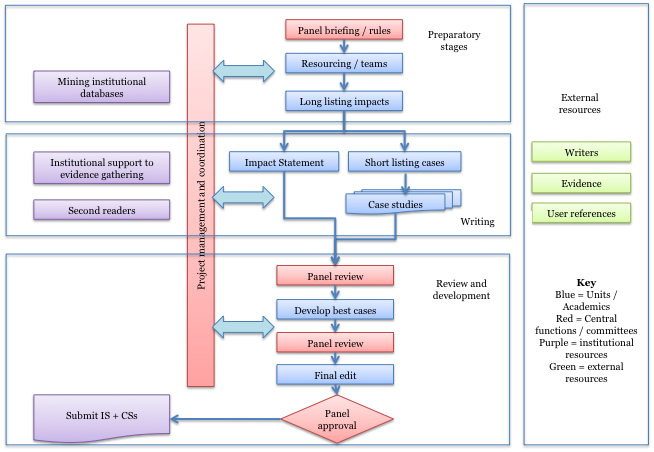 Panel briefing / rules
Preparatory
stages
Resourcing / teams
Mining institutional
databases
Long listing impacts
Project management and coordination
Institutional support to
evidence gathering
Impact Statement
Short listing cases
Second readers
Case studies
Writing
Panel review
Review and
development
Develop best cases
Panel review
Final edit
Panel
approval
Submit IS + CSs
External
resources
Writers
Evidence
User references
Key
Blue = Units /
Academics
Red = Central
functions / committees
Purple = institutional
resources
Green = external
resources